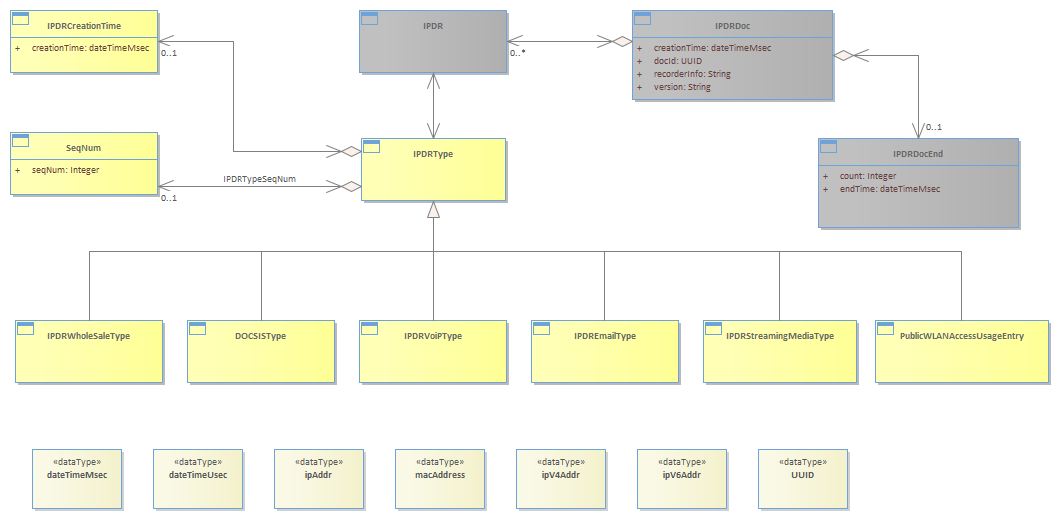 IPDRCreationTime
+ creationTime: dateTimeMsec
0..1
IPDR
0..*
IPDRDoc
+ creationTime: dateTimeMsec
+ docId: UUID
+ recorderInfo: String
+ version: String
0..1
SeqNum
+ seqNum: Integer
0..1
IPDRTypeSeqNum
IPDRType
IPDRDocEnd
+ count: Integer
+ endTime: dateTimeMsec
IPDRWholeSaleType
DOCSISType
IPDRVoiPType
IPDREmailType
IPDRStreamingMediaType
PublicWLANAccessUsageEntry
«dataType»
dateTimeMsec
«dataType»
dateTimeUsec
«dataType»
ipAddr
«dataType»
macAddress
«dataType»
ipV4Addr
«dataType»
ipV6Addr
«dataType»
UUID